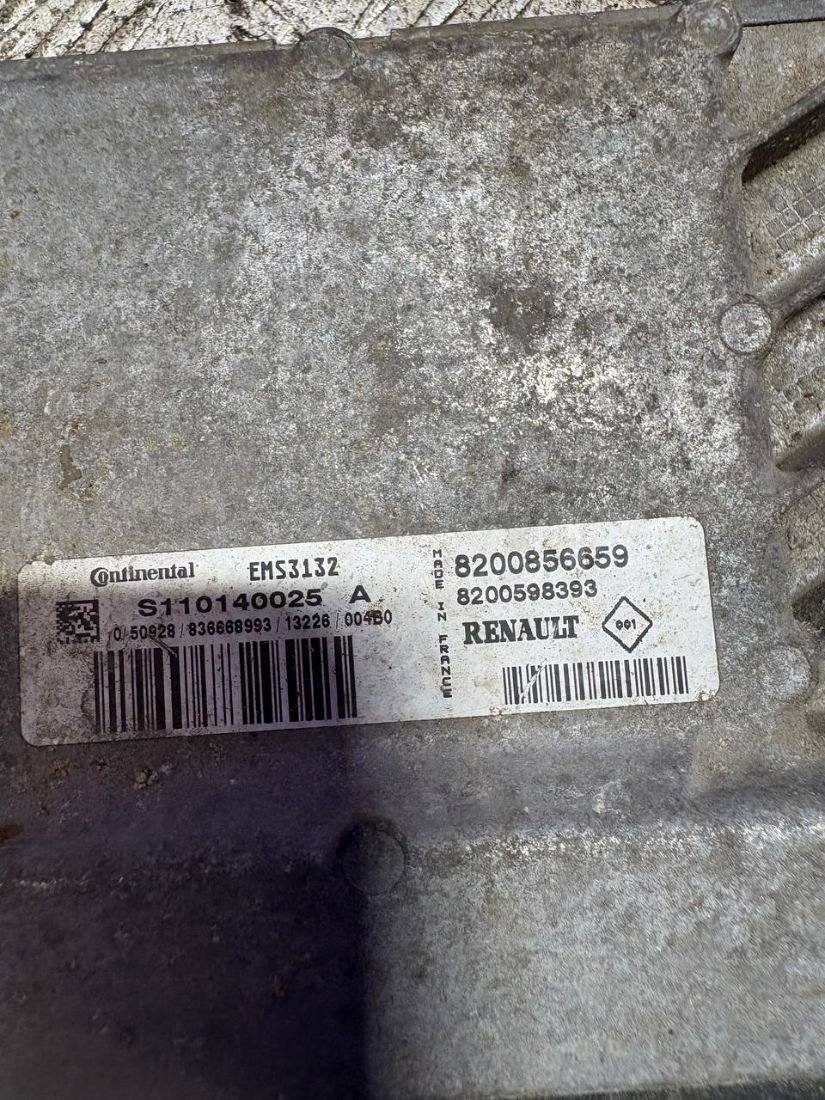 Continental EMS3132
S110140025 A
0/50928/836668993/13226/004B0
MADE IN FRANCE
8200856659
8200598393
RENAULT 001